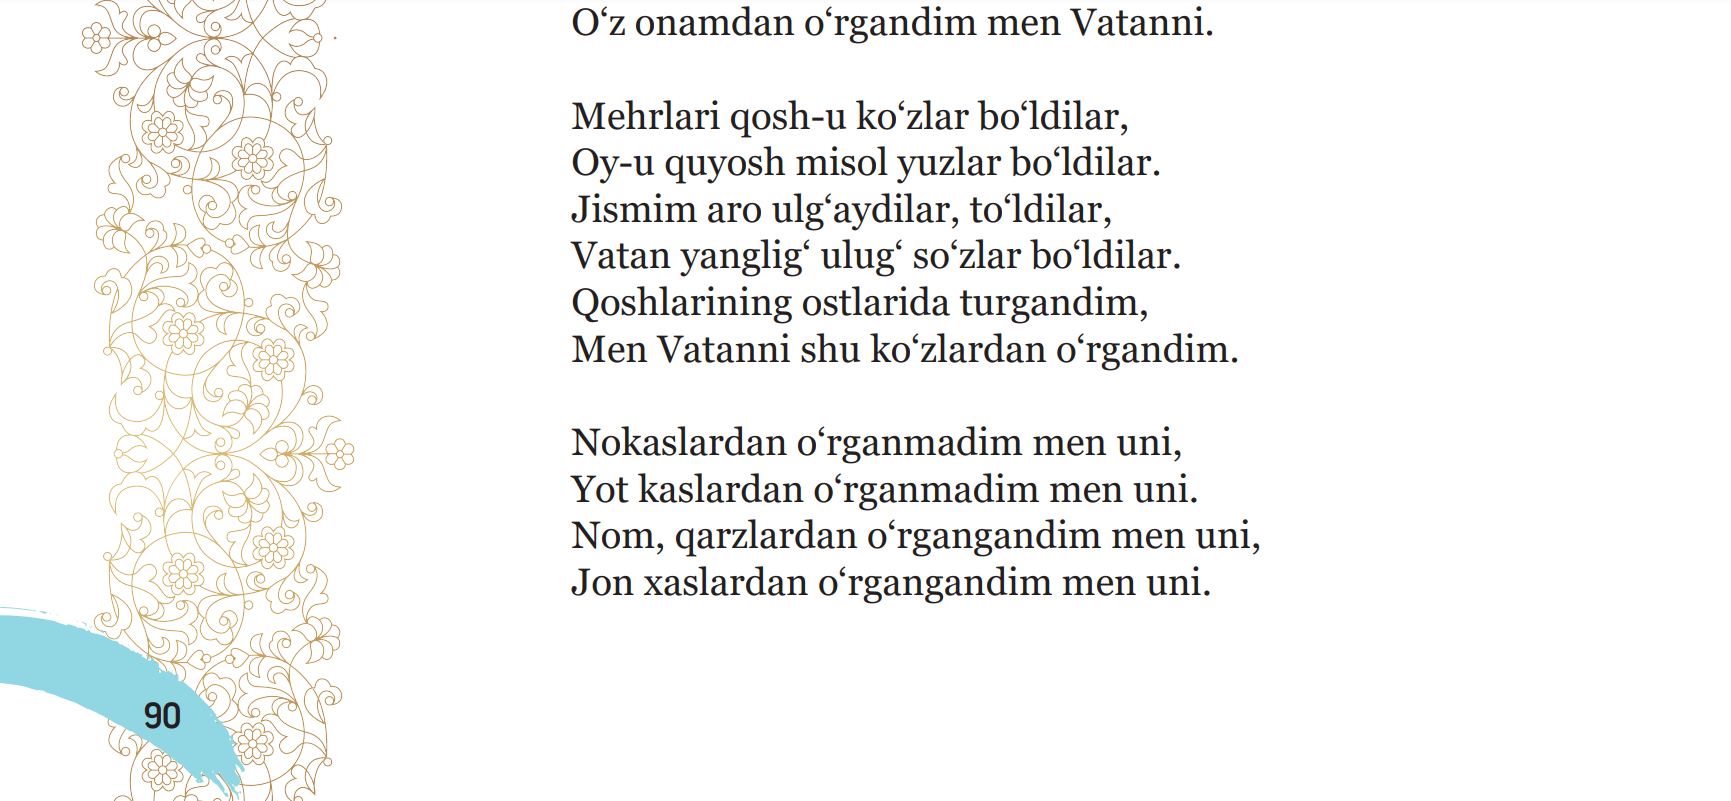 O‘z onamdan o‘rgandim men Vatanni.
Mehrlari qosh-u ko‘zlar bo‘ldilar,
Oy-u quyosh misol yuzlar bo‘ldilar.
Jismim aro ulg‘aydilar, to‘ldilar,
Vatan yanglig‘ ulug‘ so‘zlar bo‘ldilar.
Qoshlarining ostlarida turgandim,
Men Vatanni shu ko‘zlardan o‘rgandim.
Nokaslardan o‘rganmadim men uni,
Yot kaslardan o‘rganmadim men uni.
Nom, qarzlardan o‘rgangandim men uni,
Jon xaslardan o‘rgangandim men uni.
90